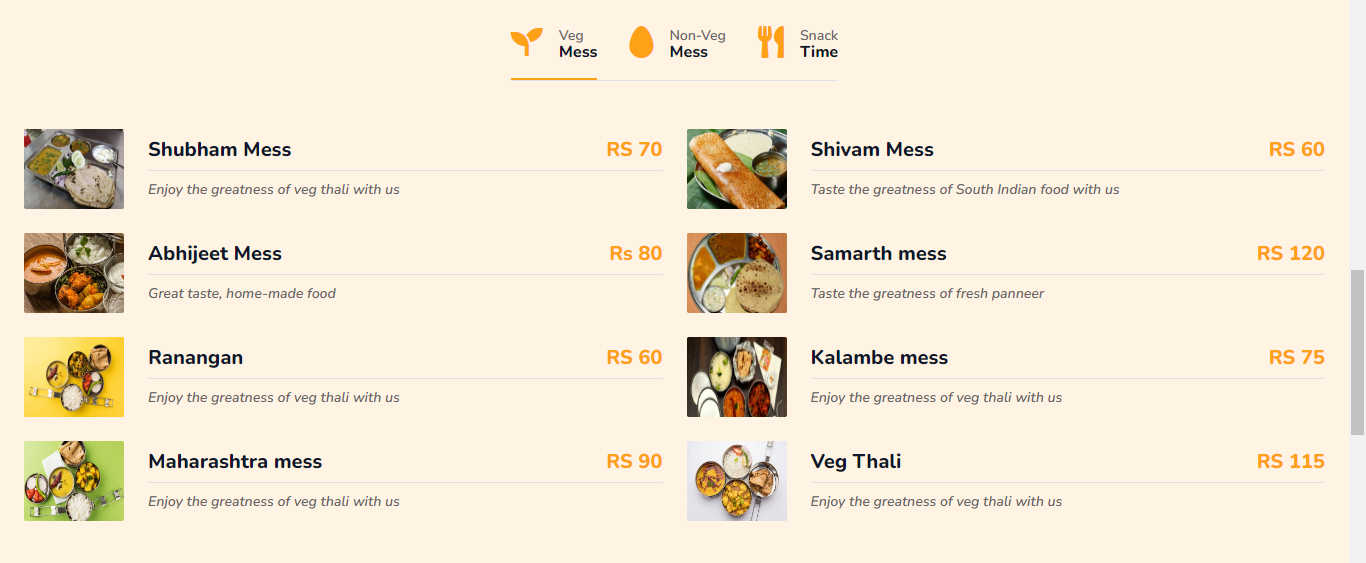 Veg
Mess
Non-Veg
Mess
Snack
Time
Shubham Mess RS 70
Enjoy the greatness of veg thali with us
Shivam Mess RS 60
Taste the greatness of South Indian food with us
Abhijeet Mess Rs 80
Great taste, home-made food
Samarth mess RS 120
Taste the greatness of fresh panneer
Ranangan RS 60
Enjoy the greatness of veg thali with us
Kalambe mess RS 75
Enjoy the greatness of veg thali with us
Maharashtra mess RS 90
Enjoy the greatness of veg thali with us
Veg Thali RS 115
Enjoy the greatness of veg thali with us